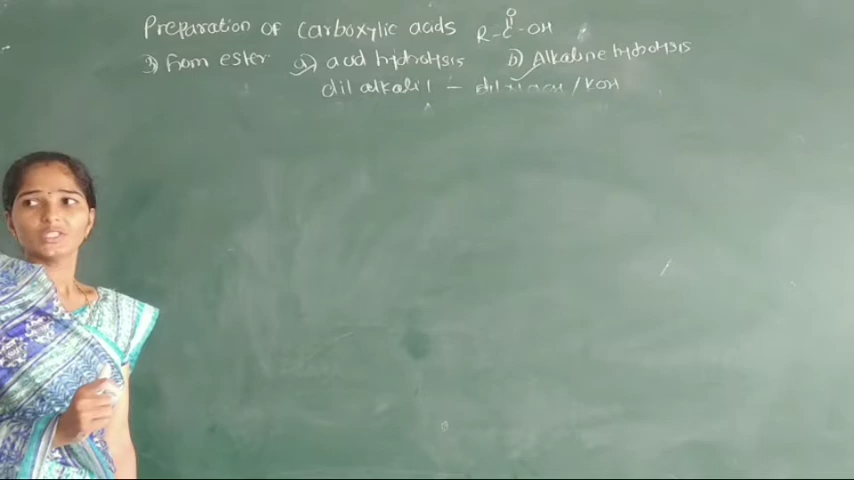 Preparation of carboxylic acids R-C-OH
O
3) from ester a) acid hydrolysis b) Alkaline hydrolysis
dil alkali - dil NaOH / KOH